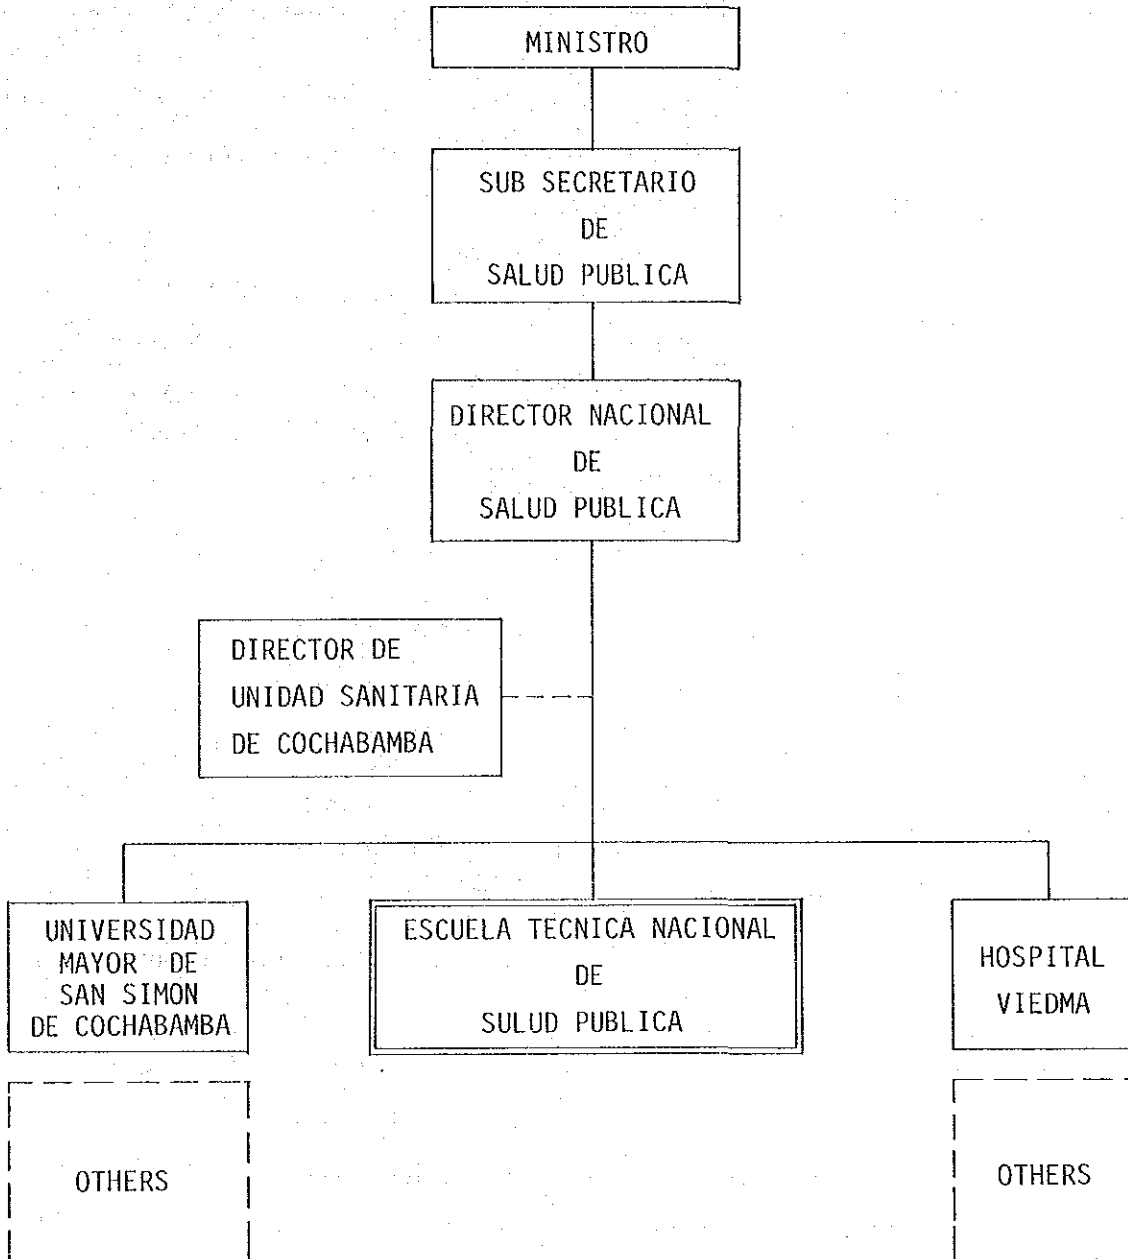 MINISTRO
SUB SECRETARIO
DE
SALUD PUBLICA
DIRECTOR NACIONAL
DE
SALUD PUBLICA
DIRECTOR DE
UNIDAD SANITARIA
DE COCHABAMBA
UNIVERSIDAD
MAYOR DE
SAN SIMON
DE COCHABAMBA
ESCUELA TECNICA NACIONAL
DE
SULUD PUBLICA
HOSPITAL
VIEDMA
OTHERS
OTHERS